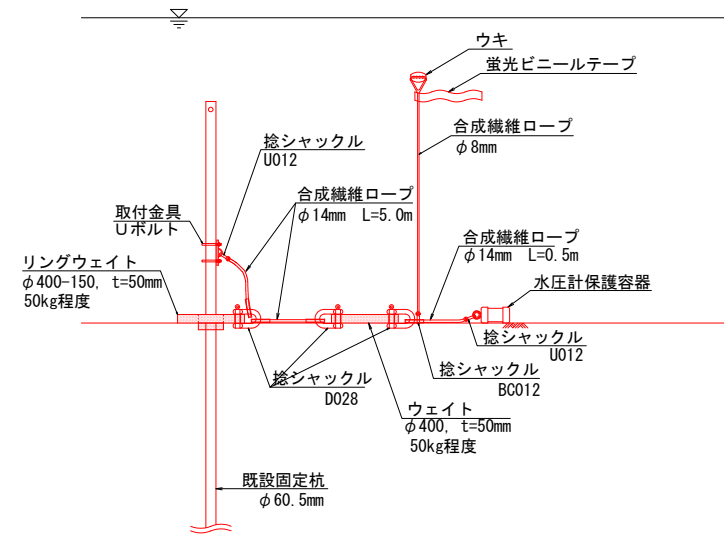 ウキ
蛍光ビニールテープ
合成繊維ロープ
φ8mm
捻シャックル
U012
合成繊維ロープ
φ14mm L=5.0m
取付金具
Uボルト
合成繊維ロープ
φ14mm L=0.5m
リングウェイト
φ400-150, t=50mm
50kg程度
水圧計保護容器
捻シャックル
U012
捻シャックル
D028
捻シャックル
BC012
ウェイト
φ400, t=50mm
50kg程度
既設固定杭
φ60.5mm